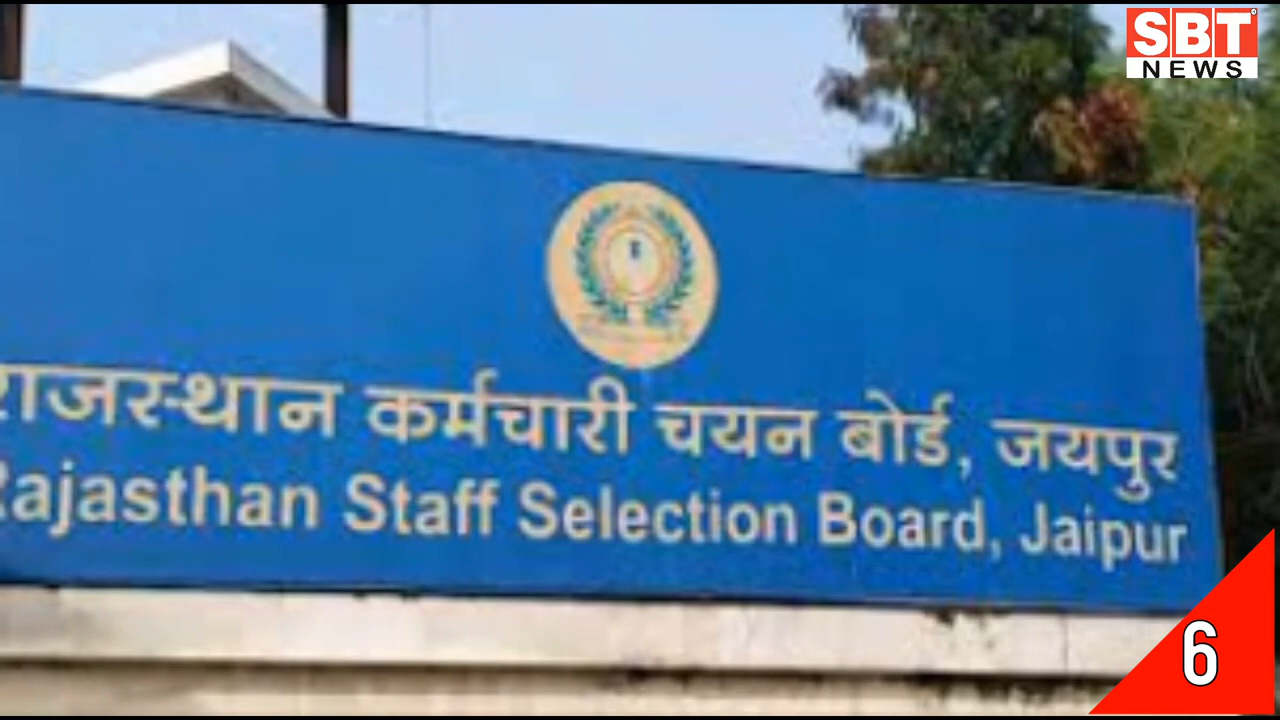 SBT
NEWS
राजस्थान कर्मचारी चयन बोर्ड, जयपुर
Rajasthan Staff Selection Board, Jaipur
6